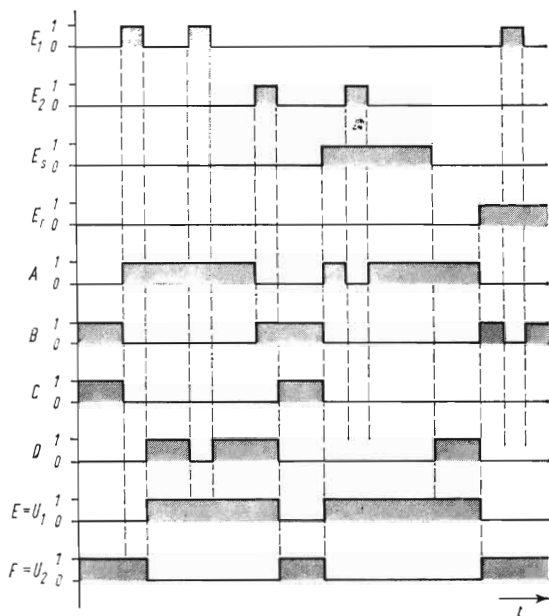 E₁ 1 0
E₂ 1 0
Eₛ 1 0
Eᵣ 1 0
A 1 0
B 1 0
C 1 0
D 1 0
E = U₁ 1 0
F = U₂ 1 0
t